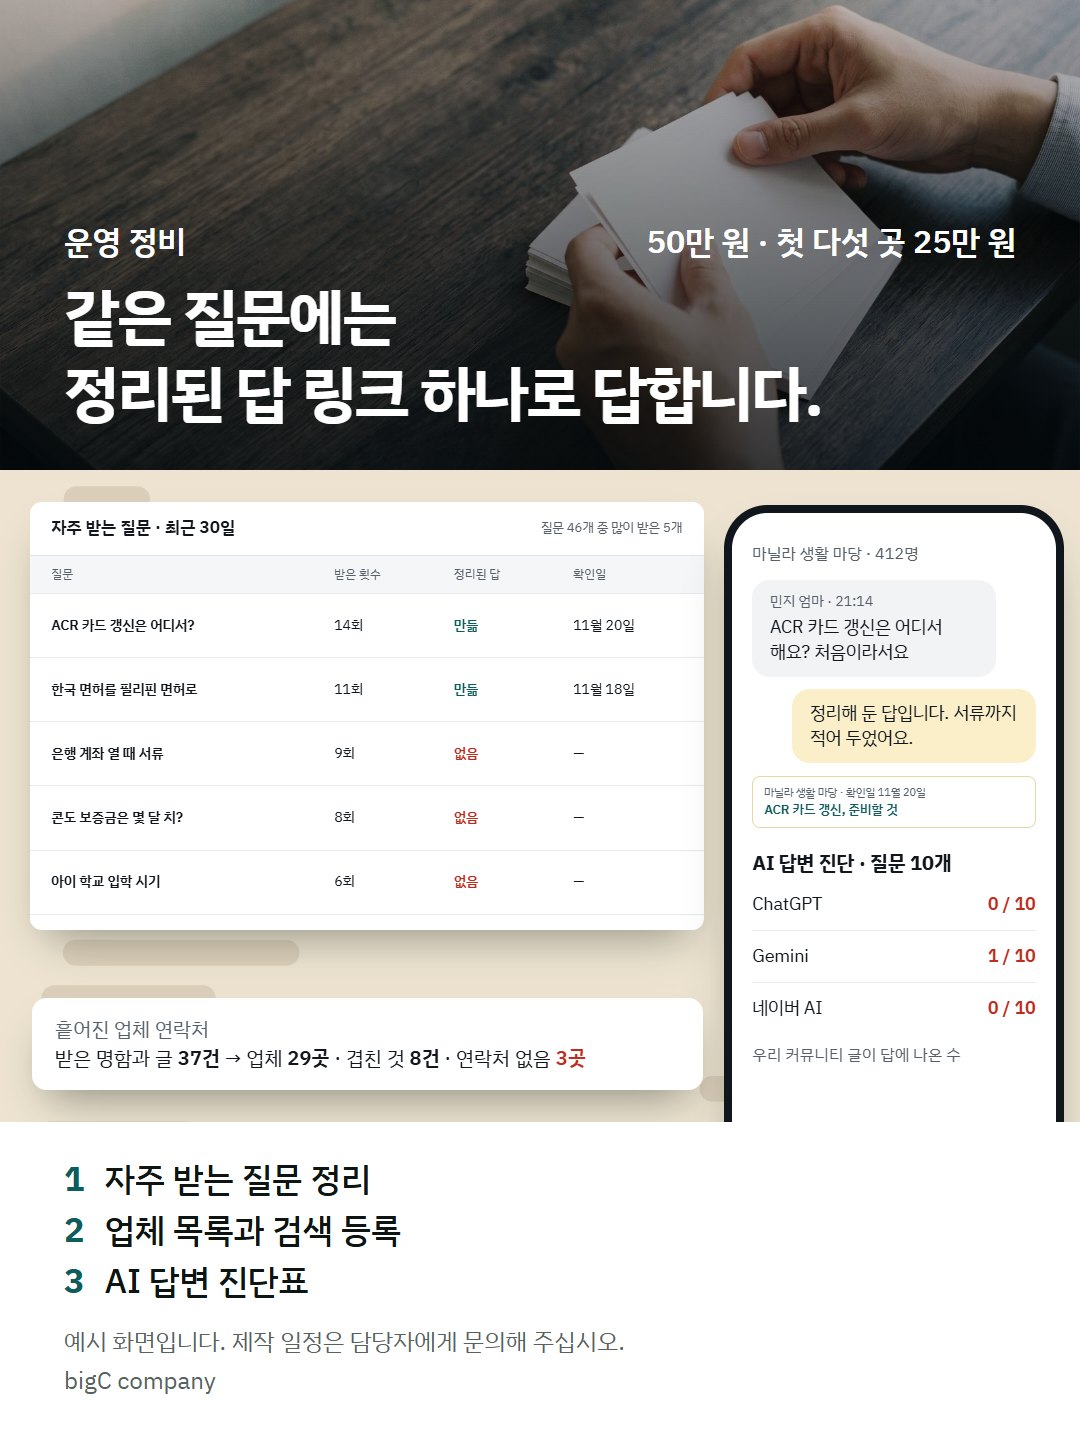 운영 정비
50만 원 · 첫 다섯 곳 25만 원
같은 질문에는
정리된 답 링크 하나로 답합니다.
자주 받는 질문 · 최근 30일
질문 46개 중 많이 받은 5개
질문 받은 횟수 정리된 답 확인일
ACR 카드 갱신은 어디서? 14회 만듦 11월 20일
한국 면허를 필리핀 면허로 11회 만듦 11월 18일
은행 계좌 열 때 서류 9회 없음 —
콘도 보증금은 몇 달 치? 8회 없음 —
아이 학교 입학 시기 6회 없음 —
흩어진 업체 연락처
받은 명함과 글 37건 → 업체 29곳 · 겹친 것 8건 · 연락처 없음 3곳
마닐라 생활 마당 · 412명
민지 엄마 · 21:14
ACR 카드 갱신은 어디서
해요? 처음이라서요
정리해 둔 답입니다. 서류까지
적어 두었어요.
마닐라 생활 마당 · 확인일 11월 20일
ACR 카드 갱신, 준비할 것
AI 답변 진단 · 질문 10개
ChatGPT 0 / 10
Gemini 1 / 10
네이버 AI 0 / 10
우리 커뮤니티 글이 답에 나온 수
1 자주 받는 질문 정리
2 업체 목록과 검색 등록
3 AI 답변 진단표
예시 화면입니다. 제작 일정은 담당자에게 문의해 주십시오.
bigC company